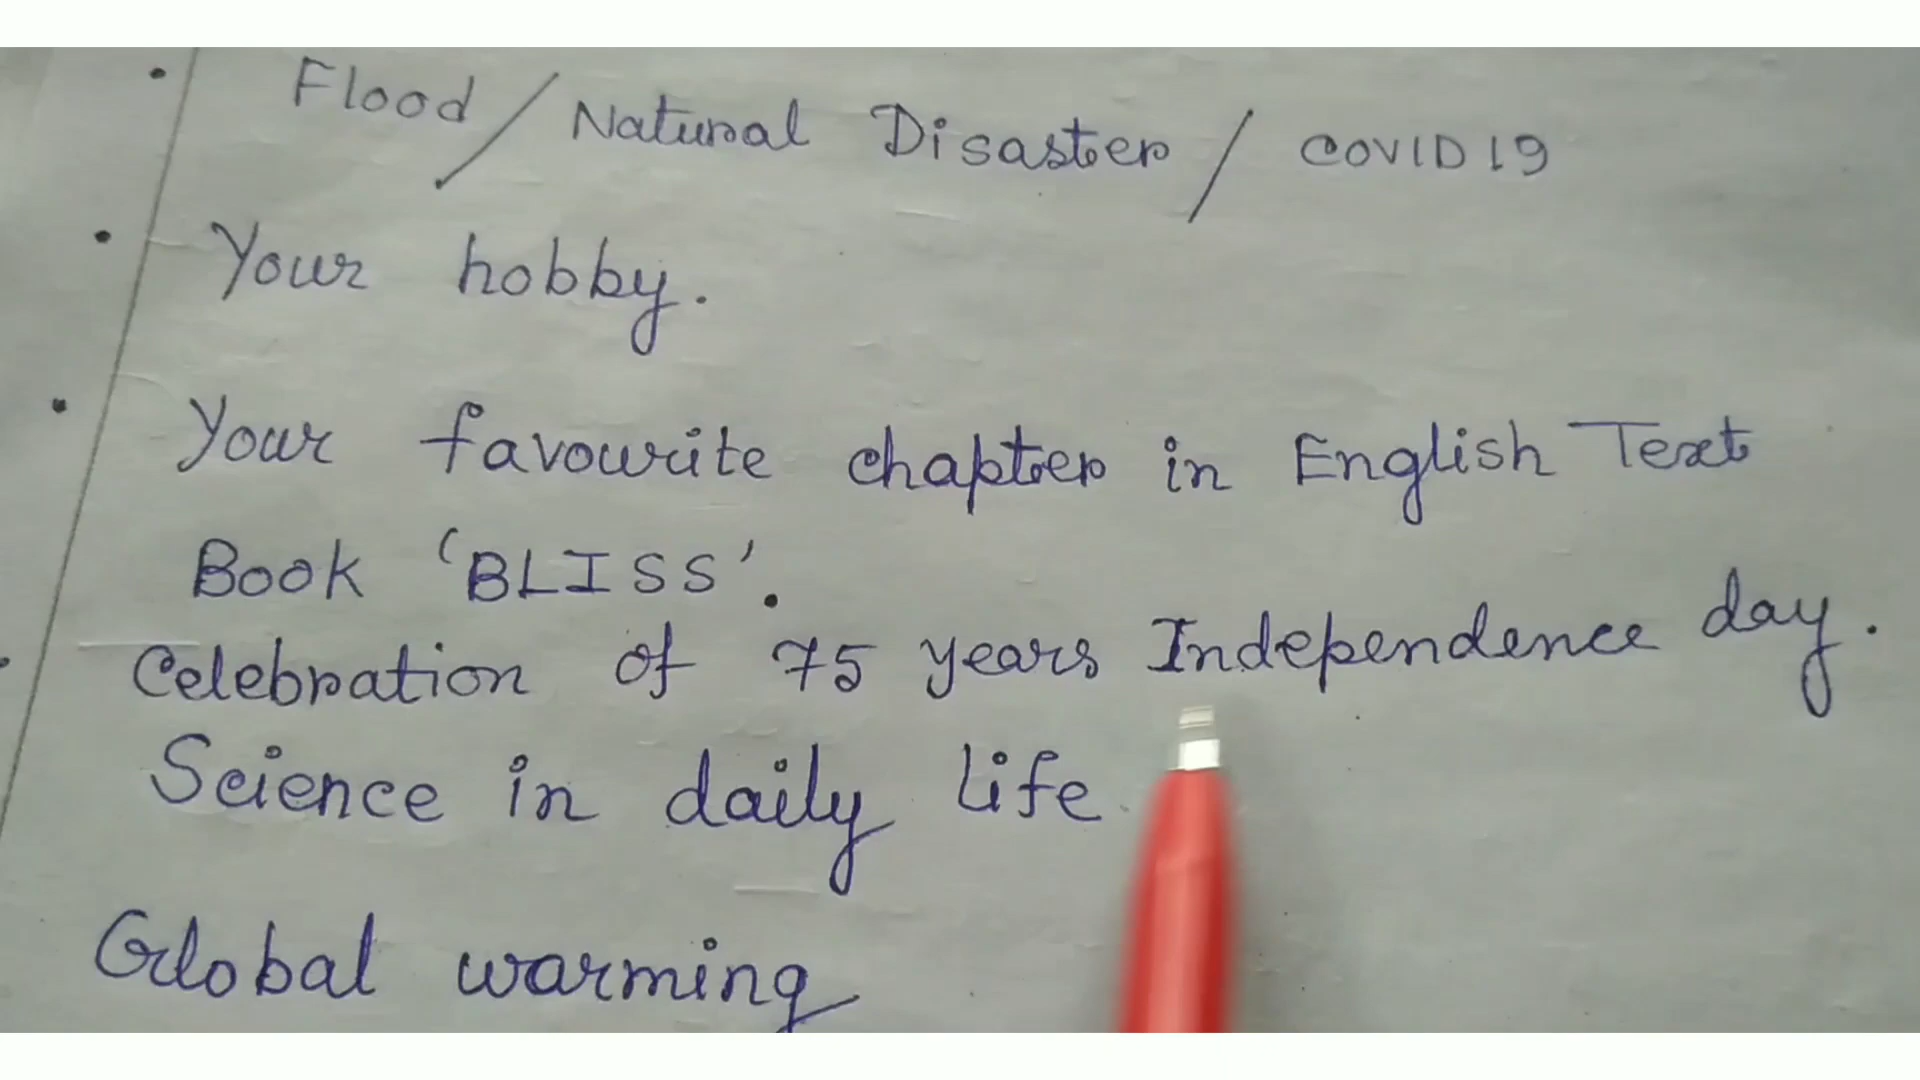 • Flood / Natural Disaster / COVID 19
• Your hobby.
• Your favourite chapter in English Text
Book 'BLISS'.
• Celebration of 75 years Independence day.
Science in daily life
Global warming